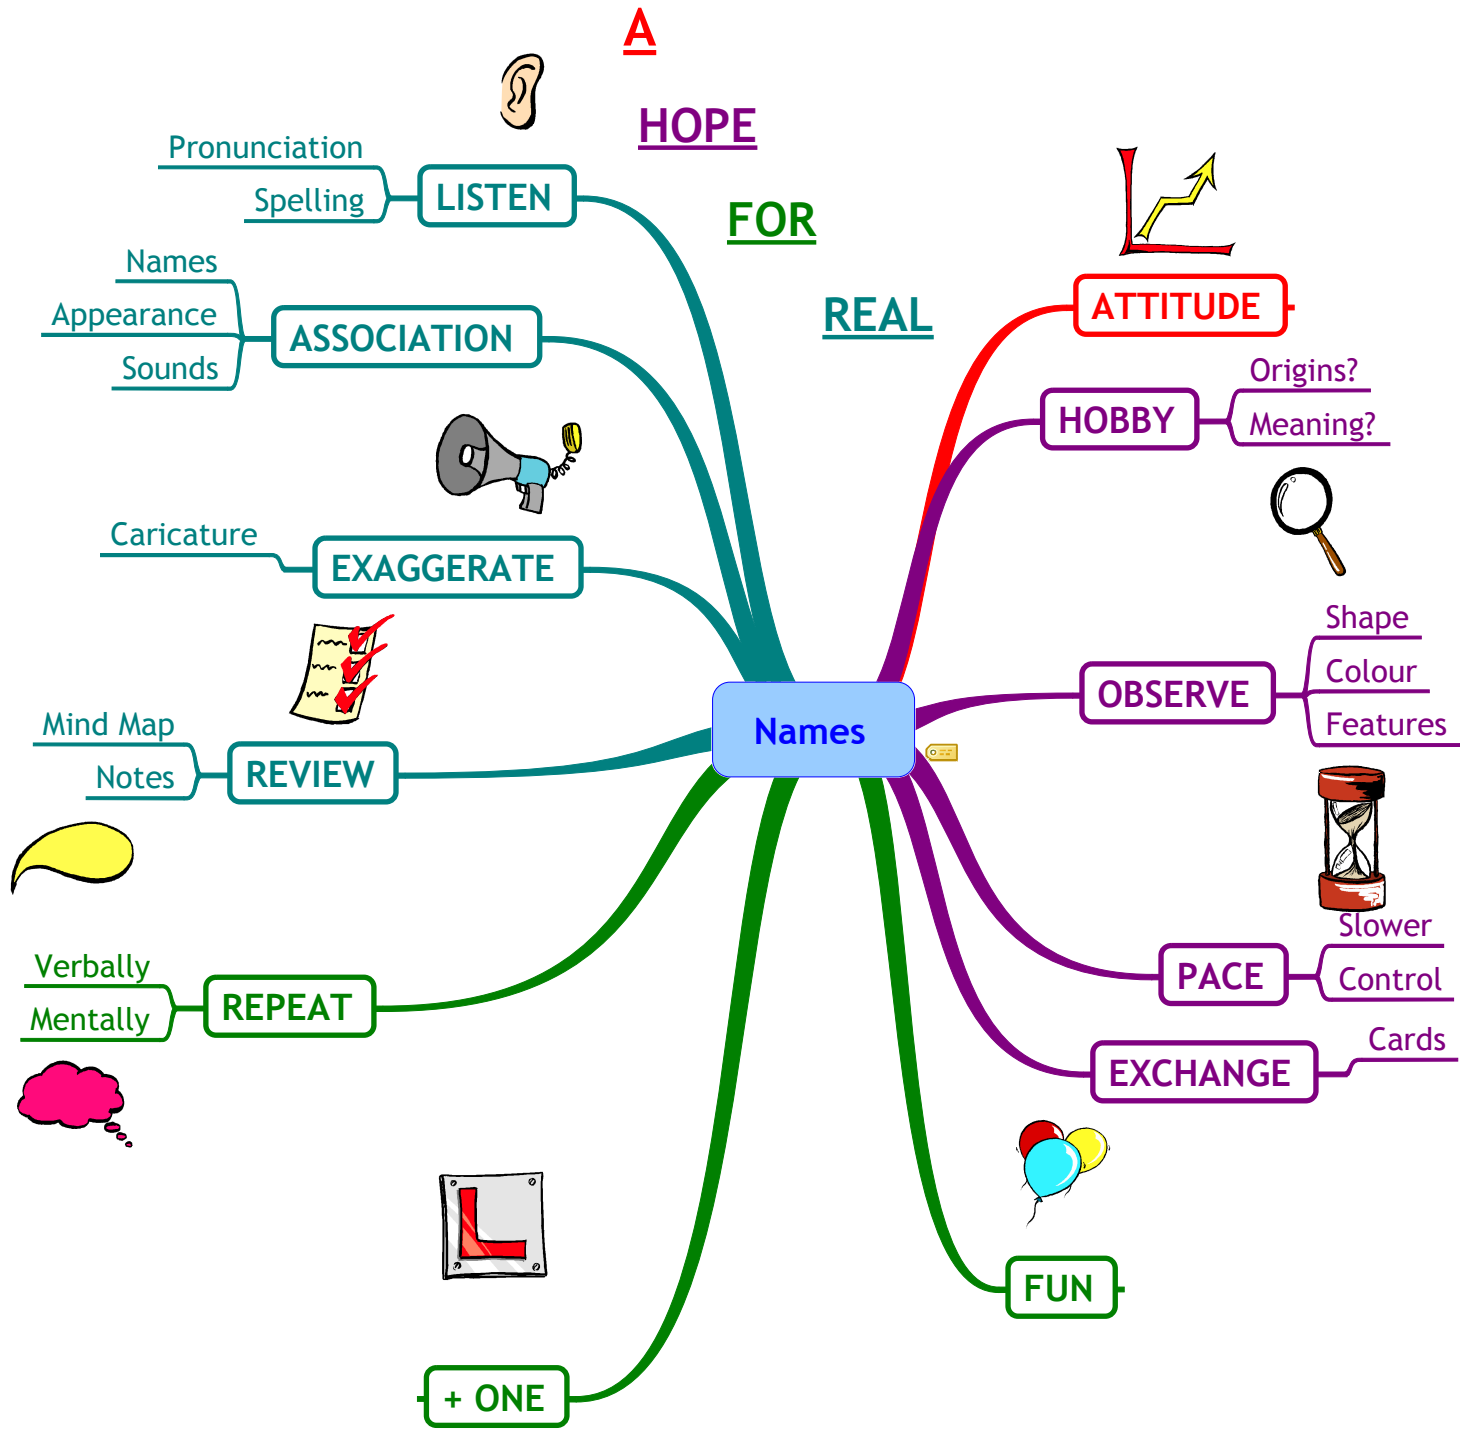 A
HOPE
FOR
REAL
Names
ATTITUDE
HOBBY
Origins?
Meaning?
OBSERVE
Shape
Colour
Features
PACE
Slower
Control
EXCHANGE
Cards
FUN
+ ONE
L
REPEAT
Verbally
Mentally
REVIEW
Mind Map
Notes
EXAGGERATE
Caricature
ASSOCIATION
Names
Appearance
Sounds
LISTEN
Pronunciation
Spelling